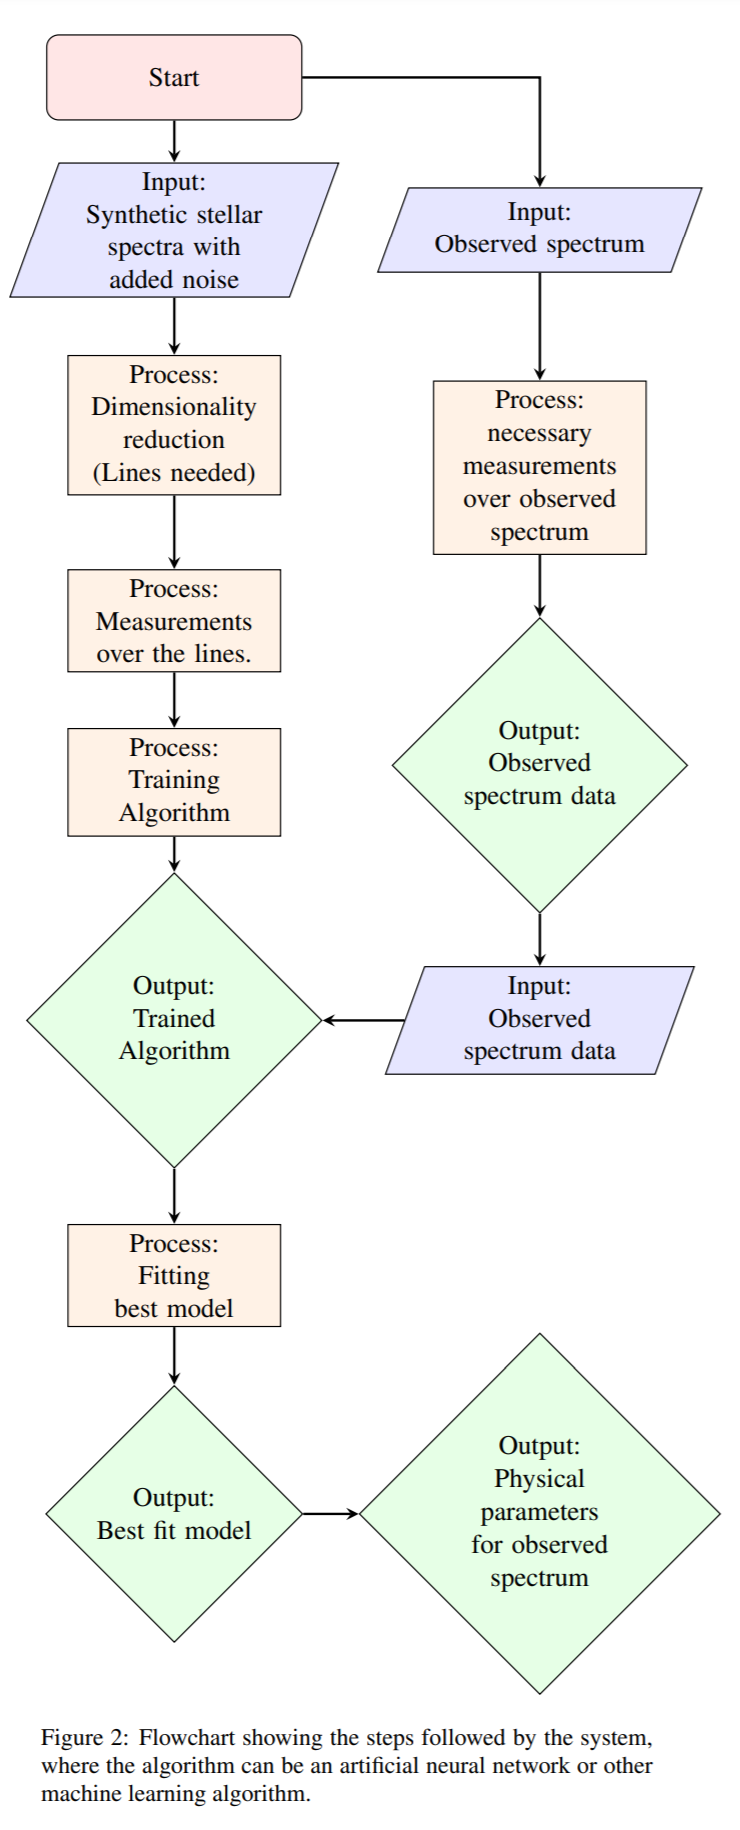 Start
Input:
Synthetic stellar
spectra with
added noise
Input:
Observed spectrum
Process:
Dimensionality
reduction
(Lines needed)
Process:
necessary
measurements
over observed
spectrum
Process:
Measurements
over the lines.
Process:
Training
Algorithm
Output:
Observed
spectrum data
Output:
Trained
Algorithm
Input:
Observed
spectrum data
Process:
Fitting
best model
Output:
Best fit model
Output:
Physical
parameters
for observed
spectrum
Figure 2: Flowchart showing the steps followed by the system,
where the algorithm can be an artificial neural network or other
machine learning algorithm.